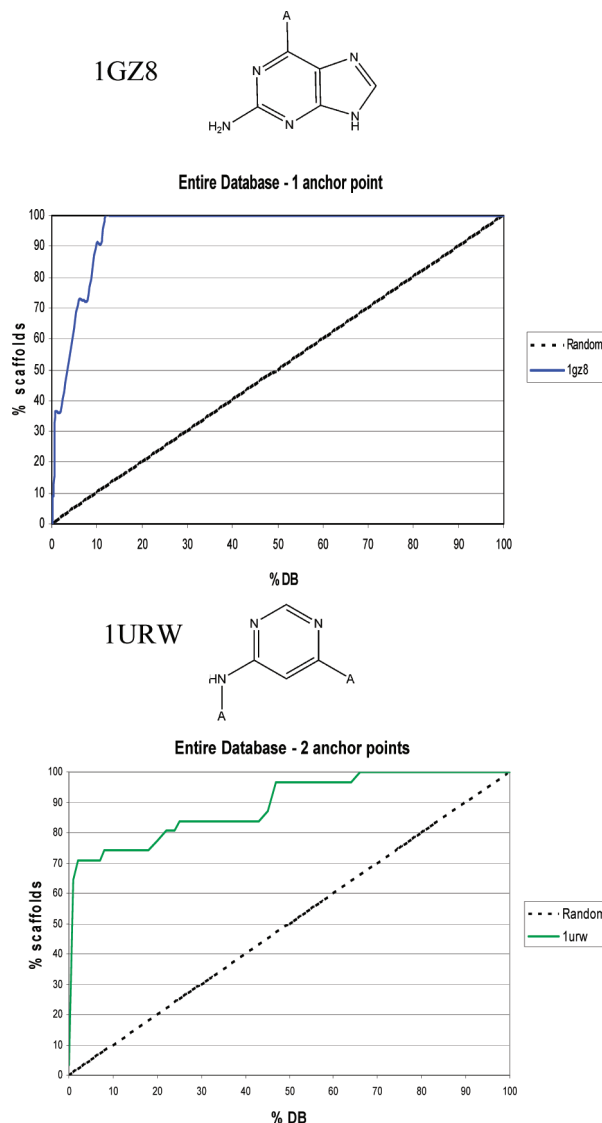 A
1GZ8
N
N
H₂N
N
N
H
Entire Database - 1 anchor point
100
90
80
70
60
50
40
30
20
10
0
% scaffolds
0 10 20 30 40 50 60 70 80 90 100
%DB
Random
1gz8
1URW
N
N
HN
A
A
Entire Database - 2 anchor points
100
90
80
70
60
50
40
30
20
10
0
% scaffolds
0 10 20 30 40 50 60 70 80 90 100
% DB
Random
1urw